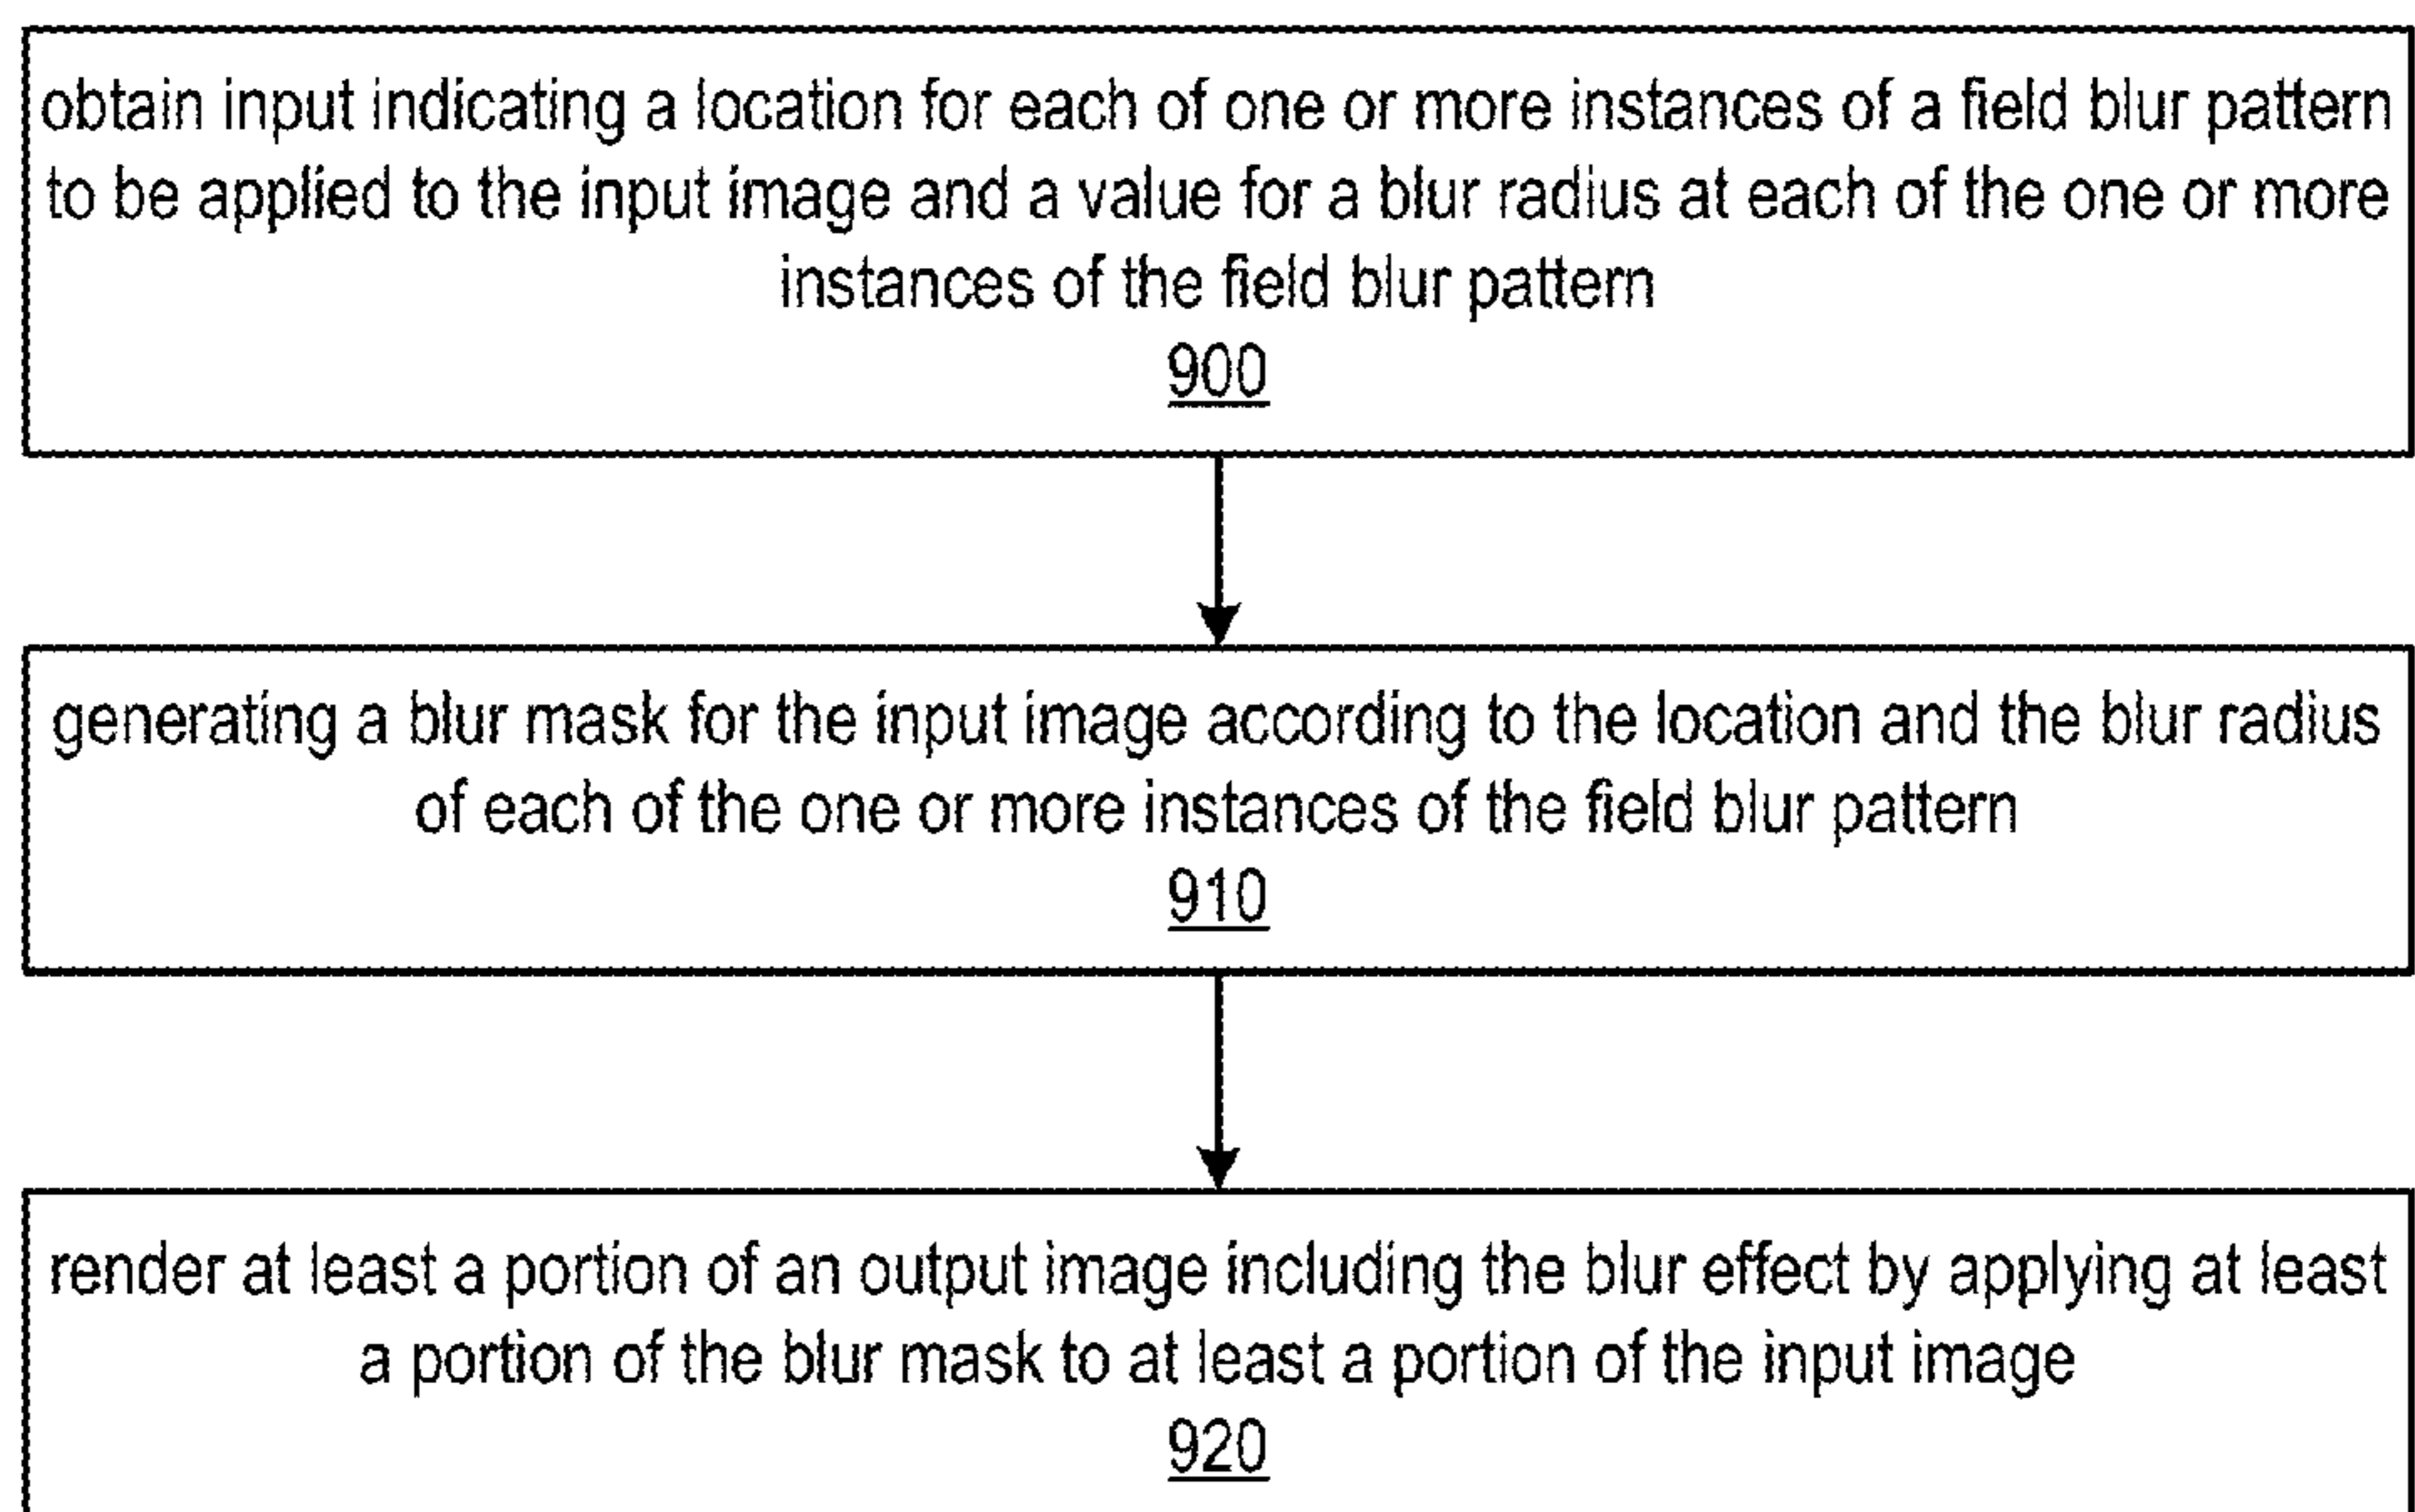 obtain input indicating a location for each of one or more instances of a field blur pattern
to be applied to the input image and a value for a blur radius at each of the one or more
instances of the field blur pattern
900
generating a blur mask for the input image according to the location and the blur radius
of each of the one or more instances of the field blur pattern
910
render at least a portion of an output image including the blur effect by applying at least
a portion of the blur mask to at least a portion of the input image
920